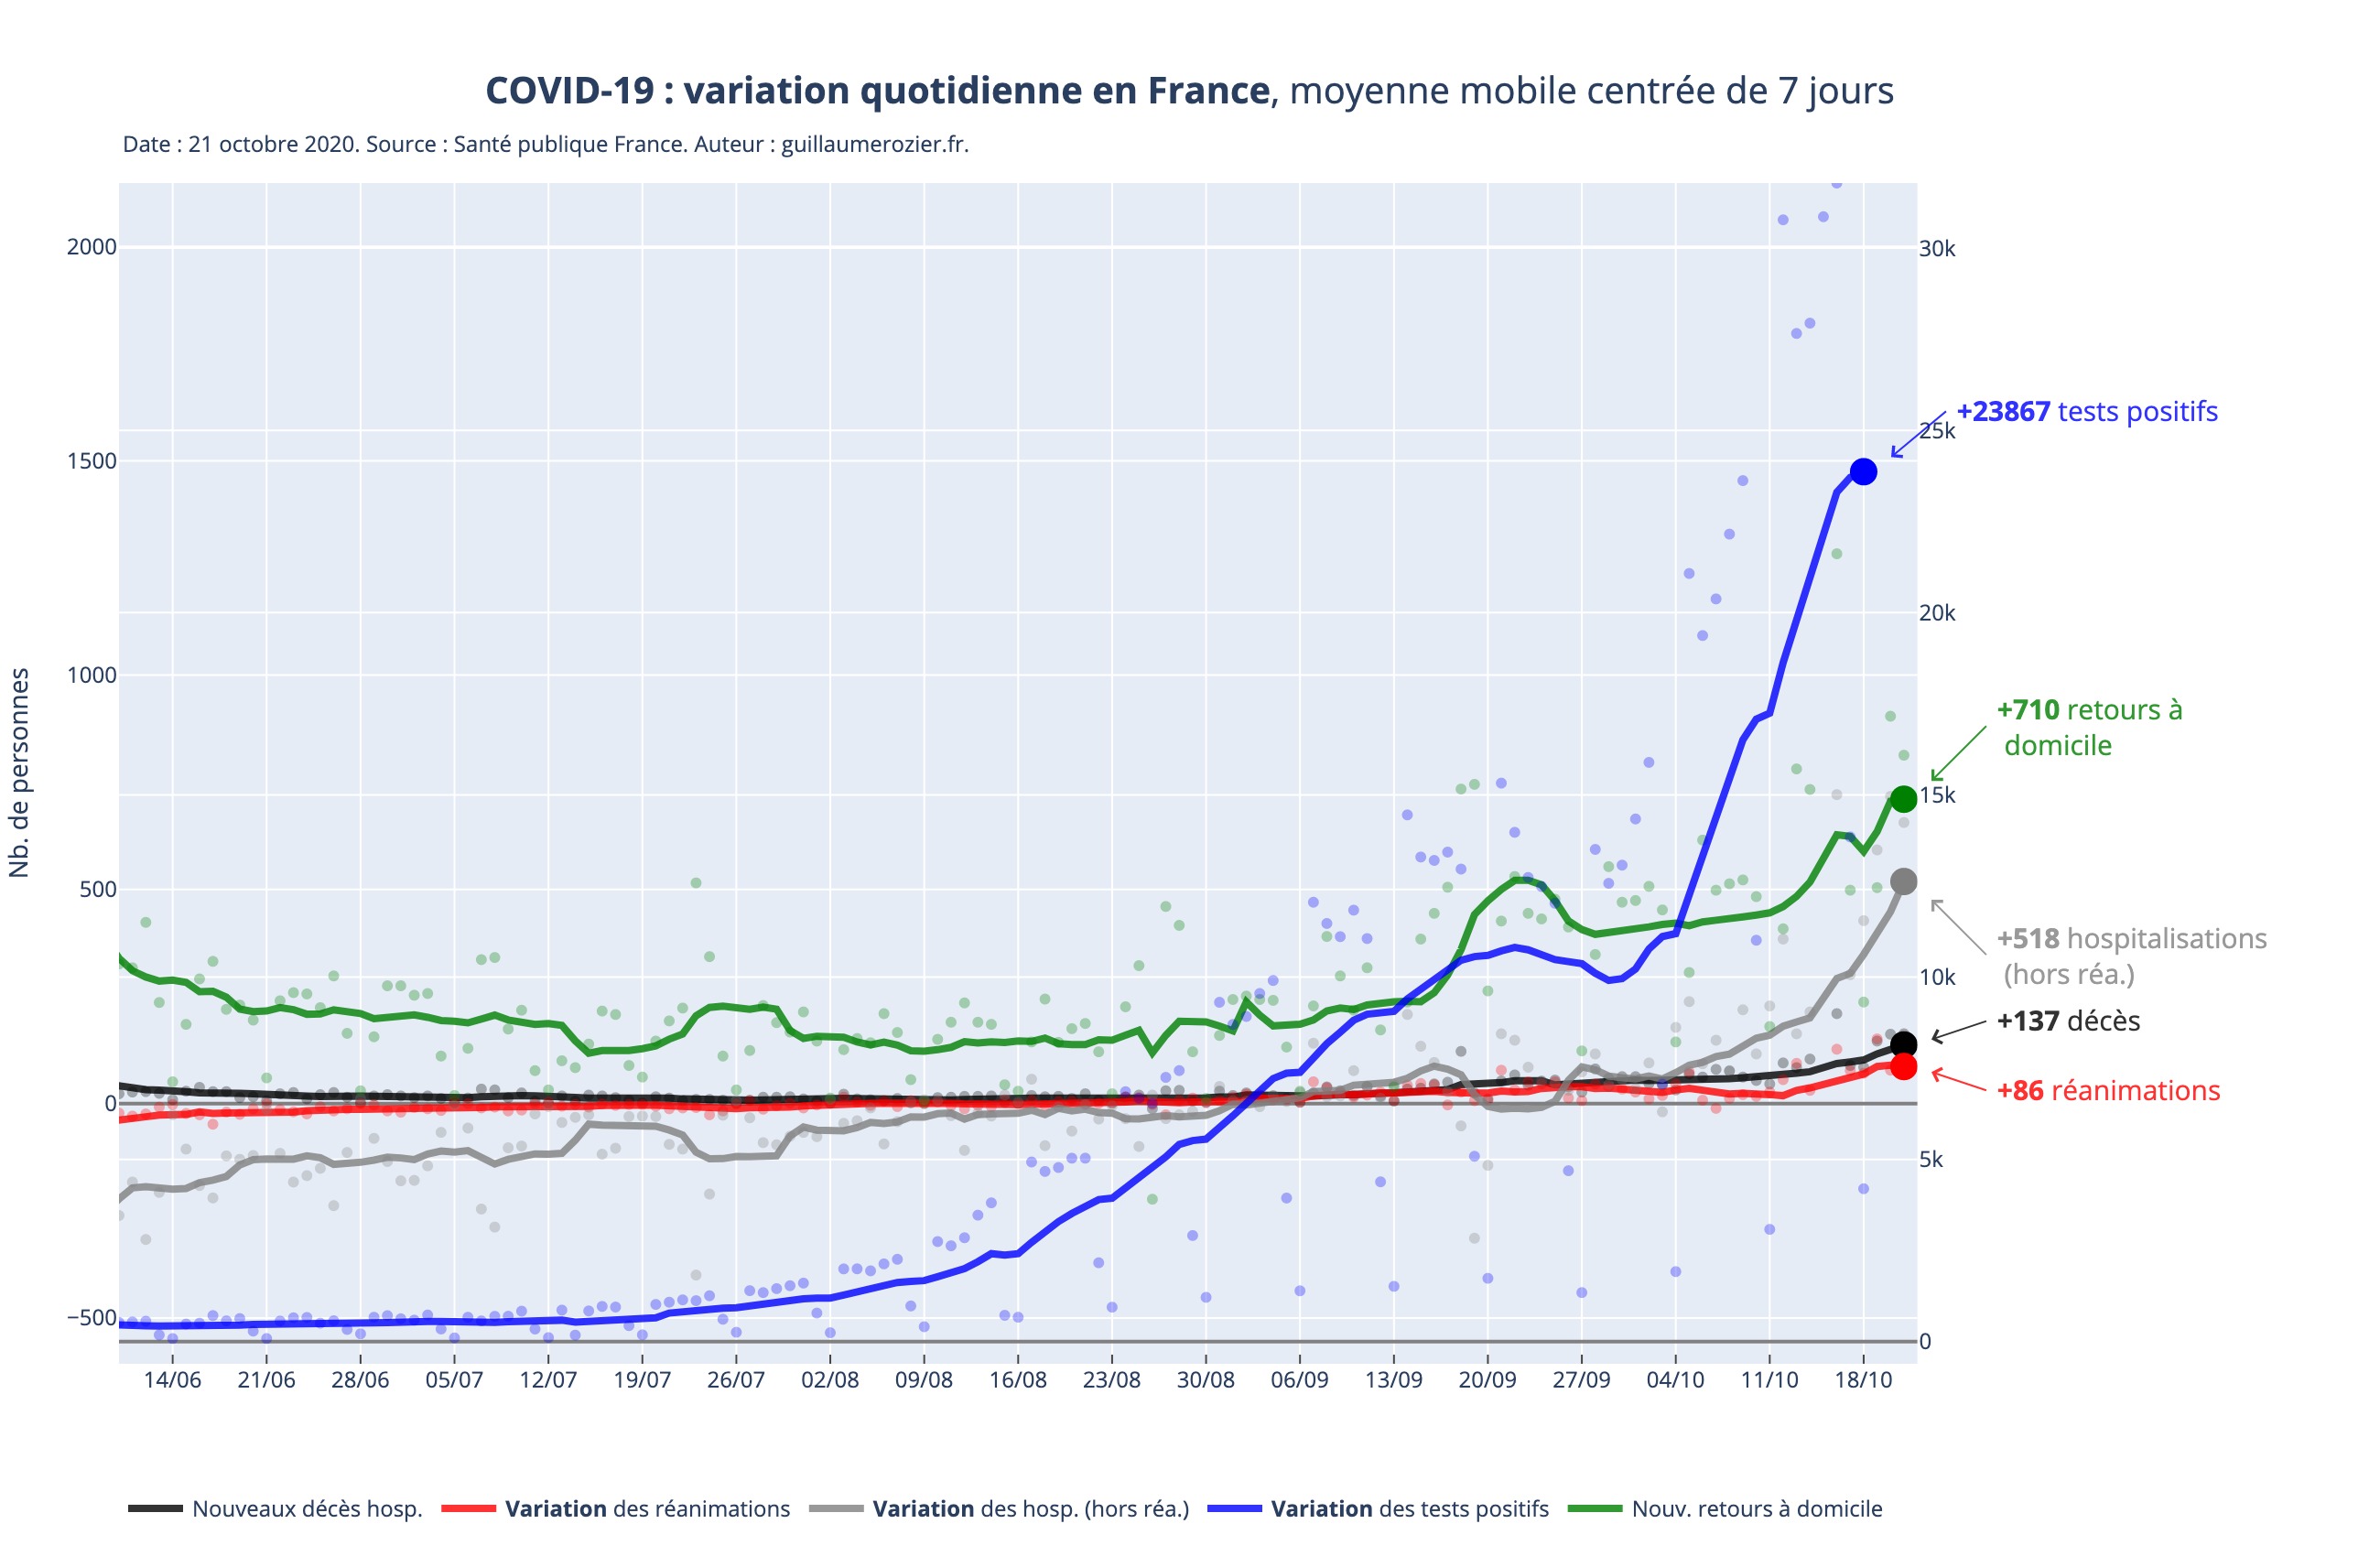 COVID-19 : variation quotidienne en France, moyenne mobile centrée de 7 jours
Date : 21 octobre 2020. Source : Santé publique France. Auteur : guillaumerozier.fr.
Nb. de personnes
2000
1500
1000
500
0
−500
30k
25k
20k
15k
10k
5k
0
+23867 tests positifs
+710 retours à
domicile
+518 hospitalisations
(hors réa.)
+137 décès
+86 réanimations
14/06 21/06 28/06 05/07 12/07 19/07 26/07 02/08 09/08 16/08 23/08 30/08 06/09 13/09 20/09 27/09 04/10 11/10 18/10
Nouveaux décès hosp. Variation des réanimations Variation des hosp. (hors réa.) Variation des tests positifs Nouv. retours à domicile